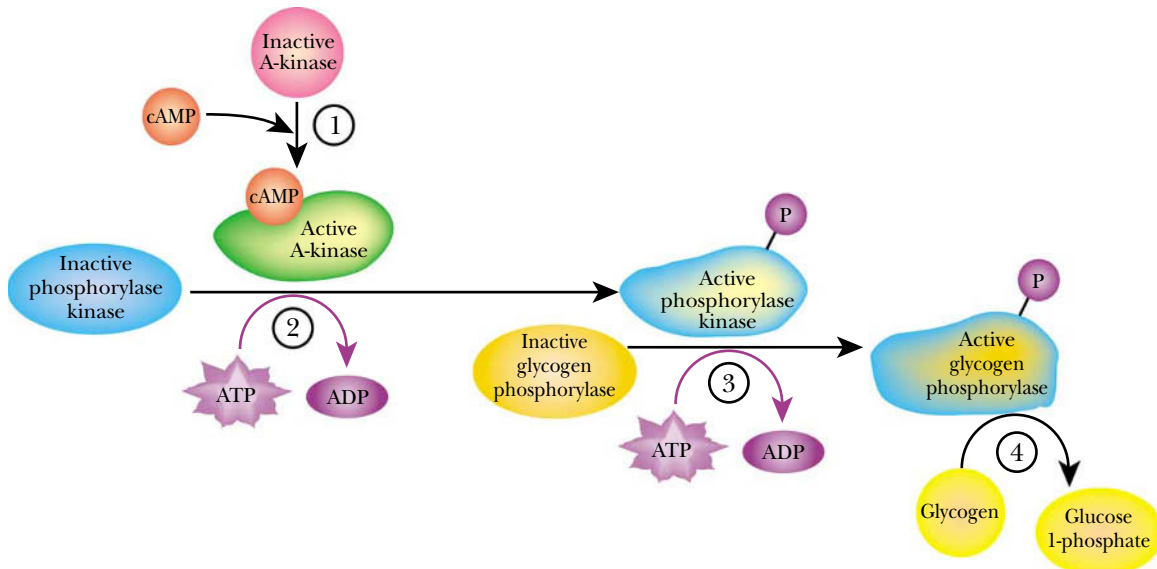 Inactive
A-kinase
cAMP
1
cAMP
Active
A-kinase
Inactive
phosphorylase
kinase
2
ATP
ADP
P
Active
phosphorylase
kinase
Inactive
glycogen
phosphorylase
3
ATP
ADP
P
Active
glycogen
phosphorylase
4
Glycogen
Glucose
1-phosphate